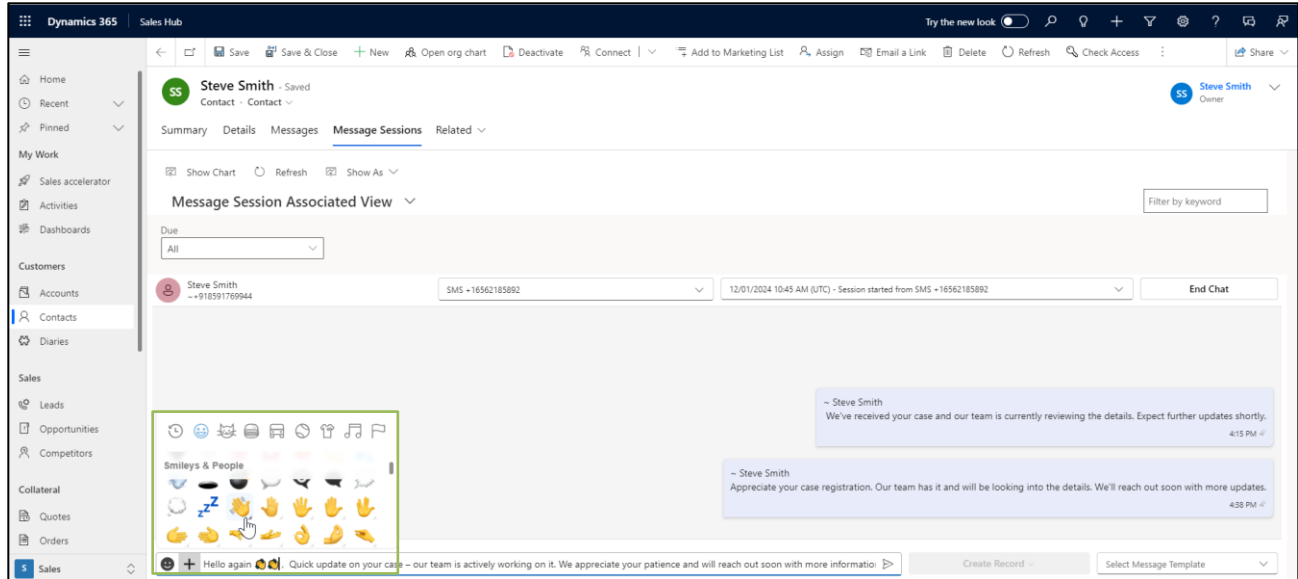 Dynamics 365 Sales Hub Try the new look
Save Save & Close New Open org chart Deactivate Connect Add to Marketing List Assign Email a Link Delete Refresh Check Access Share
Home
Recent
Pinned
My Work
Sales accelerator
Activities
Dashboards
Customers
Accounts
Contacts
Diaries
Sales
Leads
Opportunities
Competitors
Collateral
Quotes
Orders
S Sales
SS Steve Smith - Saved
Contact · Contact
SS Steve Smith
Owner
Summary Details Messages Message Sessions Related
Show Chart Refresh Show As
Message Session Associated View
Filter by keyword
Due
All
Steve Smith
~+918591769944
SMS +16562185892
12/01/2024 10:45 AM (UTC) - Session started from SMS +16562185892
End Chat
~ Steve Smith
We've received your case and our team is currently reviewing the details. Expect further updates shortly.
4:15 PM
~ Steve Smith
Appreciate your case registration. Our team has it and will be looking into the details. We'll reach out soon with more updates.
4:38 PM
Smileys & People
Hello again 👏👏. Quick update on your case – our team is actively working on it. We appreciate your patience and will reach out soon with more
Create Record
Select Message Template